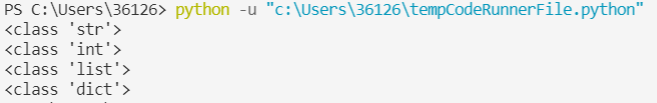 PS C:\Users\36126> python -u "c:\Users\36126\tempCodeRunnerFile.python"
<class 'str'>
<class 'int'>
<class 'list'>
<class 'dict'>